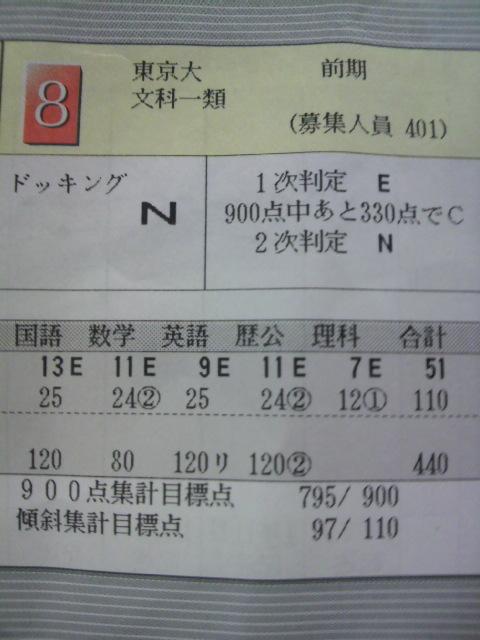 8
東京大 前期
文科一類
(募集人員 401)
ドッキング
N
1次判定 E
900点中あと330点でC
2次判定 N
国語 数学 英語 歴公 理科 合計
13E 11E 9E 11E 7E 51
25 24② 25 24② 12① 110
120 80 120リ 120② 440
900点集計目標点 795/ 900
傾斜集計目標点 97/ 110